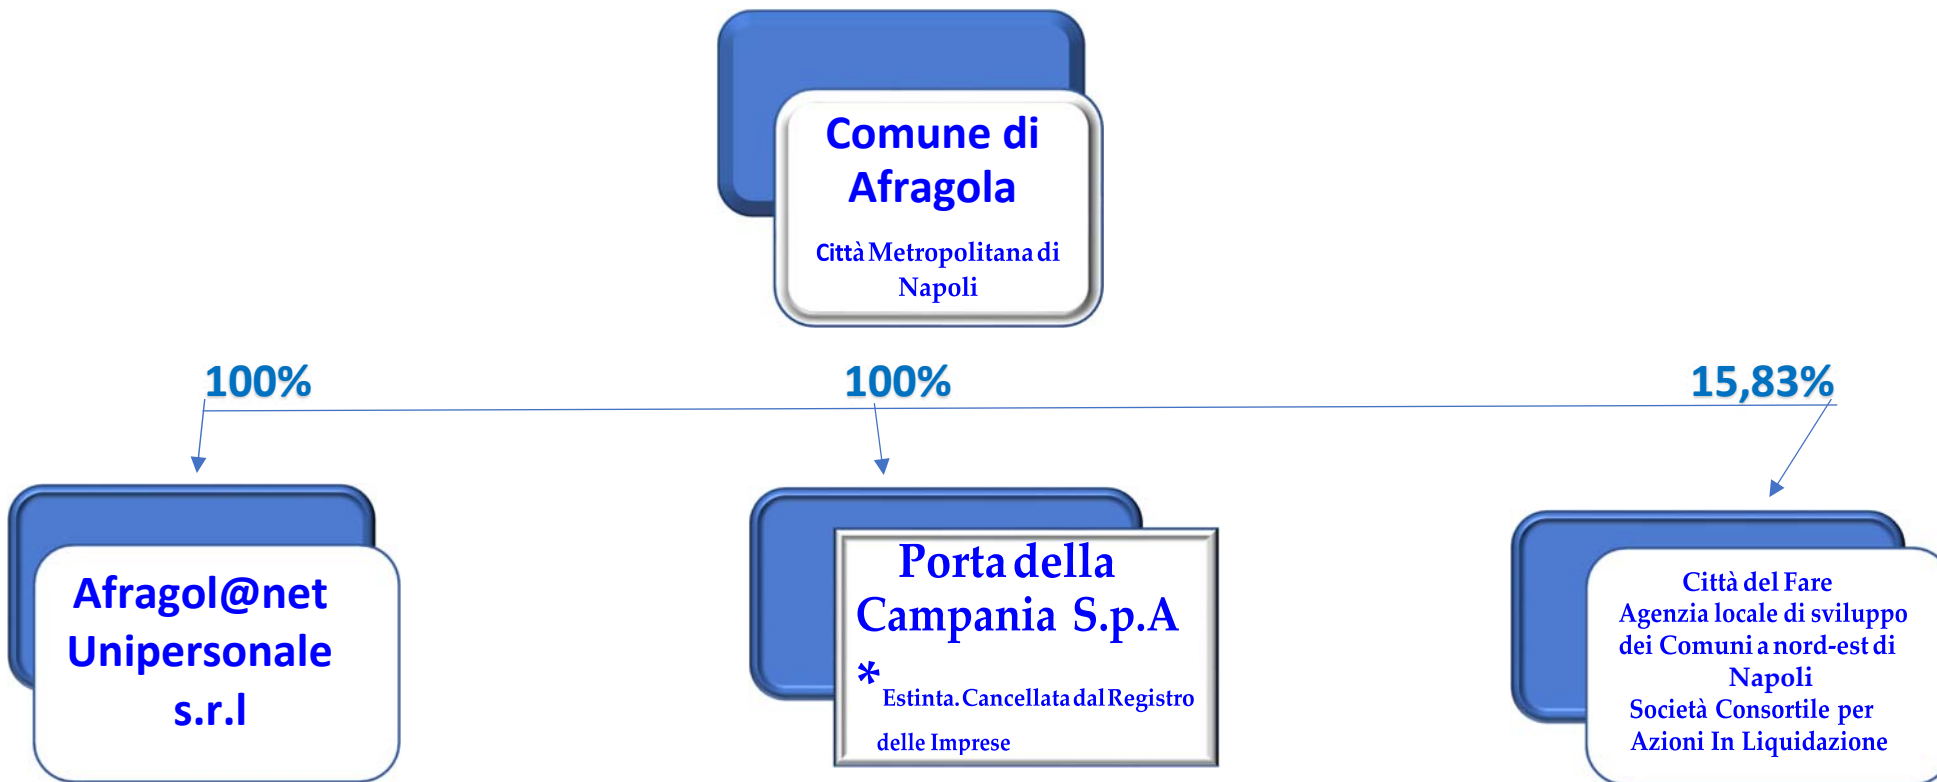 Comune di
Afragola
Città Metropolitana di
Napoli
100%
100%
15,83%
Afragol@net
Unipersonale
s.r.l
Porta della
Campania S.p.A
* Estinta. Cancellata dal Registro
delle Imprese
Città del Fare
Agenzia locale di sviluppo
dei Comuni a nord-est di
Napoli
Società Consortile per
Azioni In Liquidazione